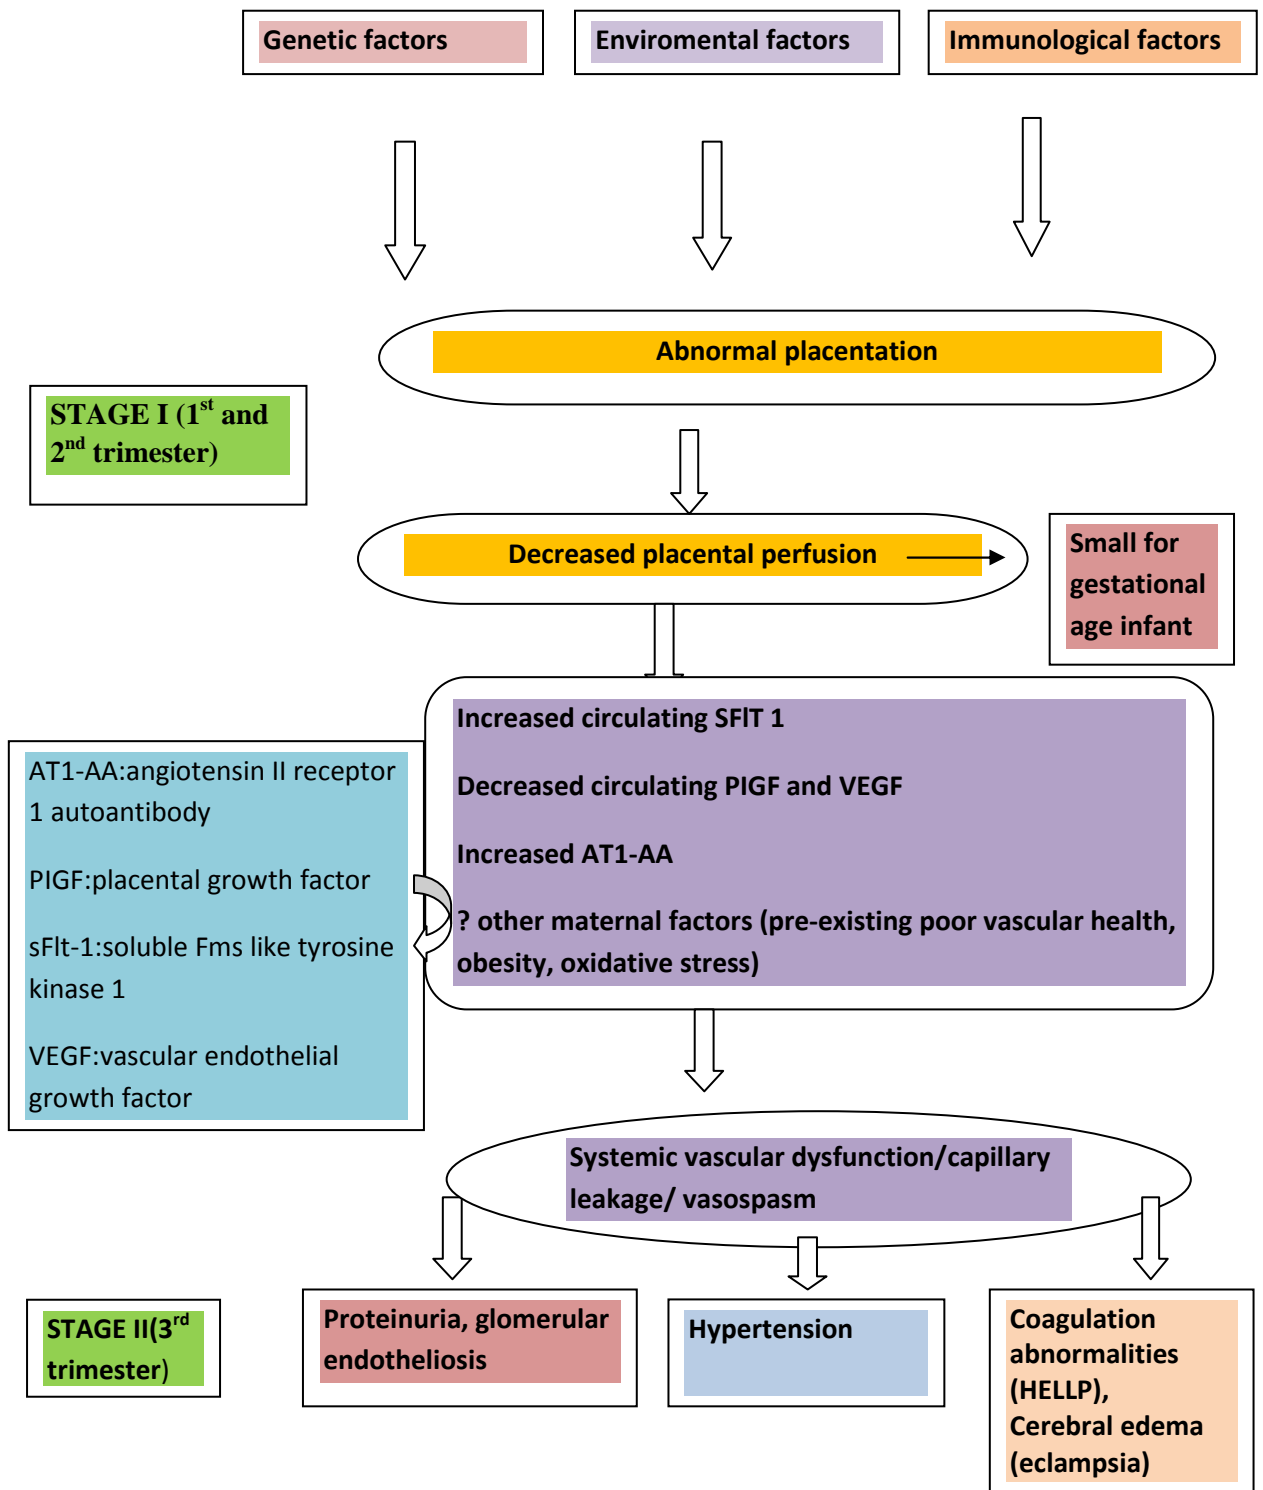 Genetic factors
Enviromental factors
Immunological factors
Abnormal placentation
STAGE I (1st and
2nd trimester)
Decreased placental perfusion
Small for
gestational
age infant
Increased circulating SFlT 1
Decreased circulating PIGF and VEGF
Increased AT1-AA
? other maternal factors (pre-existing poor vascular health,
obesity, oxidative stress)
AT1-AA:angiotensin II receptor
1 autoantibody
PIGF:placental growth factor
sFlt-1:soluble Fms like tyrosine
kinase 1
VEGF:vascular endothelial
growth factor
Systemic vascular dysfunction/capillary
leakage/ vasospasm
STAGE II(3rd
trimester)
Proteinuria, glomerular
endotheliosis
Hypertension
Coagulation
abnormalities
(HELLP),
Cerebral edema
(eclampsia)